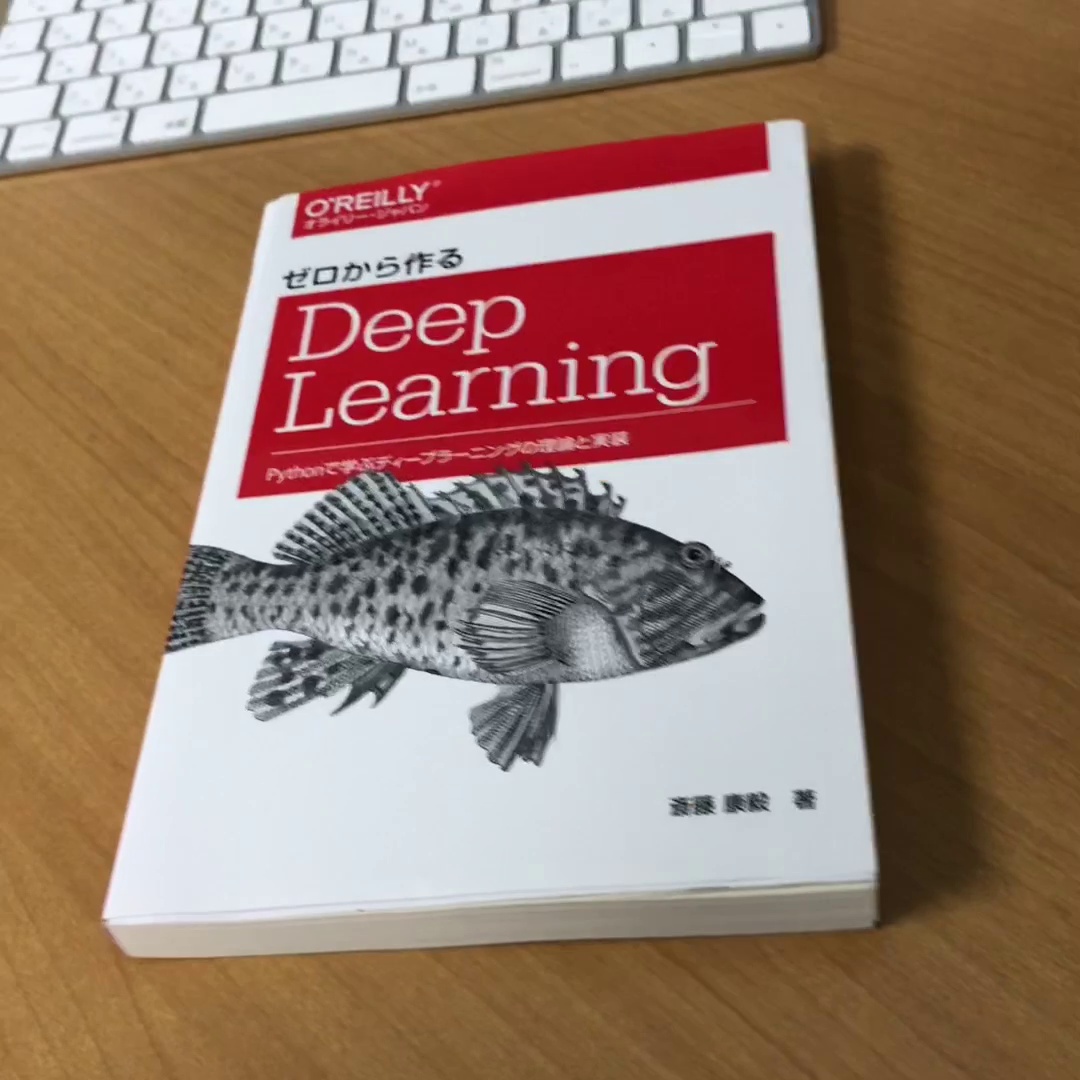 O'REILLY®
オライリー・ジャパン
ゼロから作る
Deep
Learning
Pythonで学ぶディープラーニングの理論と実装
斎藤 康毅 著